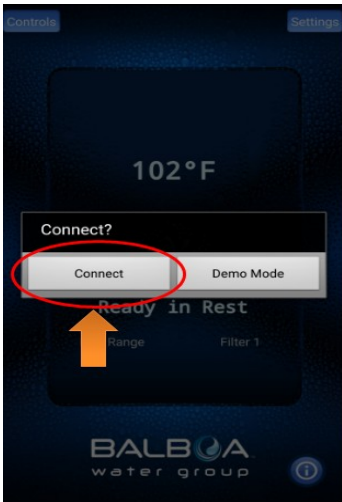 Controls Settings
102°F
Connect?
Connect Demo Mode
Ready in Rest
Range Filter 1
BALBOA
water group
i